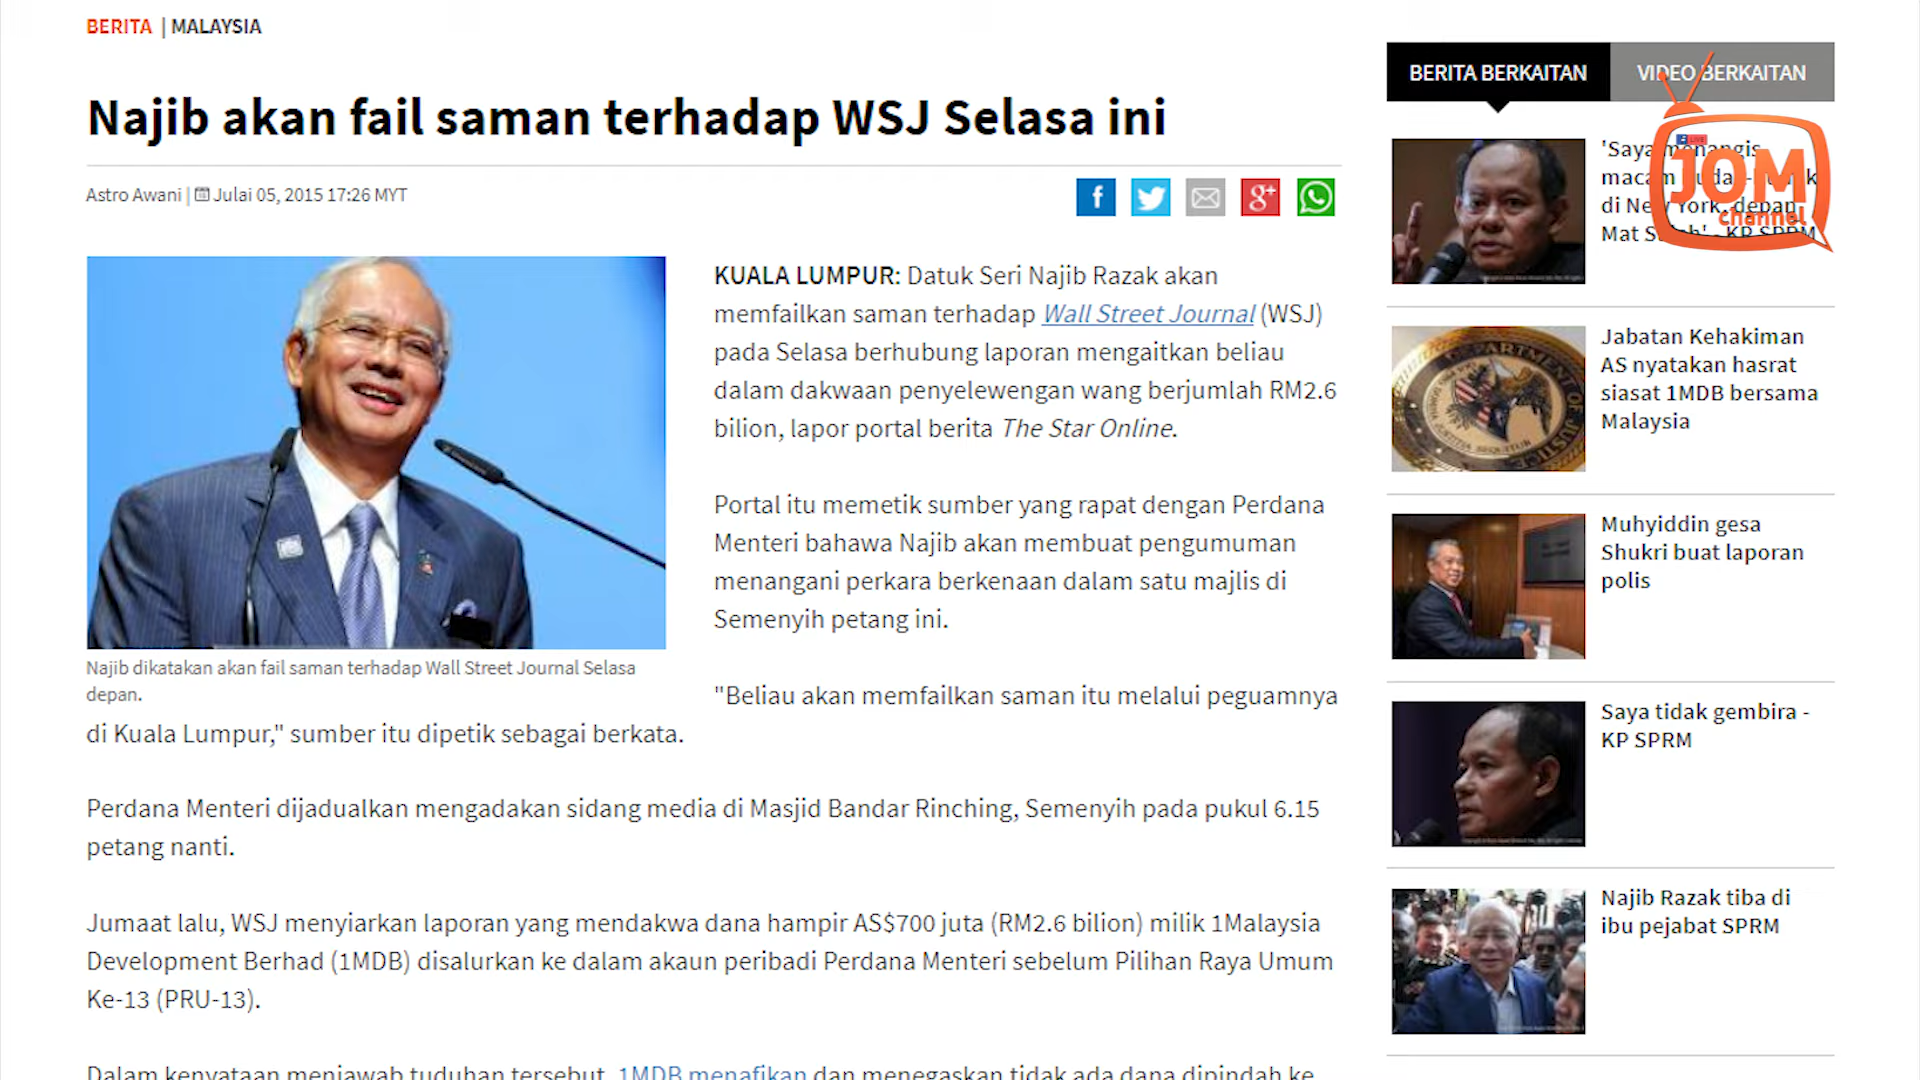 BERITA | MALAYSIA
Najib akan fail saman terhadap WSJ Selasa ini
Astro Awani | Julai 05, 2015 17:26 MYT
KUALA LUMPUR: Datuk Seri Najib Razak akan
memfailkan saman terhadap Wall Street Journal (WSJ)
pada Selasa berhubung laporan mengaitkan beliau
dalam dakwaan penyelewengan wang berjumlah RM2.6
bilion, lapor portal berita The Star Online.
Portal itu memetik sumber yang rapat dengan Perdana
Menteri bahawa Najib akan membuat pengumuman
menangani perkara berkenaan dalam satu majlis di
Semenyih petang ini.
Najib dikatakan akan fail saman terhadap Wall Street Journal Selasa
depan.
"Beliau akan memfailkan saman itu melalui peguamnya
di Kuala Lumpur," sumber itu dipetik sebagai berkata.
Perdana Menteri dijadualkan mengadakan sidang media di Masjid Bandar Rinching, Semenyih pada pukul 6.15
petang nanti.
Jumaat lalu, WSJ menyiarkan laporan yang mendakwa dana hampir AS$700 juta (RM2.6 bilion) milik 1Malaysia
Development Berhad (1MDB) disalurkan ke dalam akaun peribadi Perdana Menteri sebelum Pilihan Raya Umum
Ke-13 (PRU-13).
Dalam kenyataan menjawab tuduhan tersebut, 1MDB menafikan dan menegaskan tidak ada dana dipindah ke
BERITA BERKAITAN
VIDEO BERKAITAN
'Saya menangis
macam
di New York, depan
Mat Salleh' - KP SPRM
JOM
channel
Jabatan Kehakiman
AS nyatakan hasrat
siasat 1MDB bersama
Malaysia
Muhyiddin gesa
Shukri buat laporan
polis
Saya tidak gembira -
KP SPRM
Najib Razak tiba di
ibu pejabat SPRM